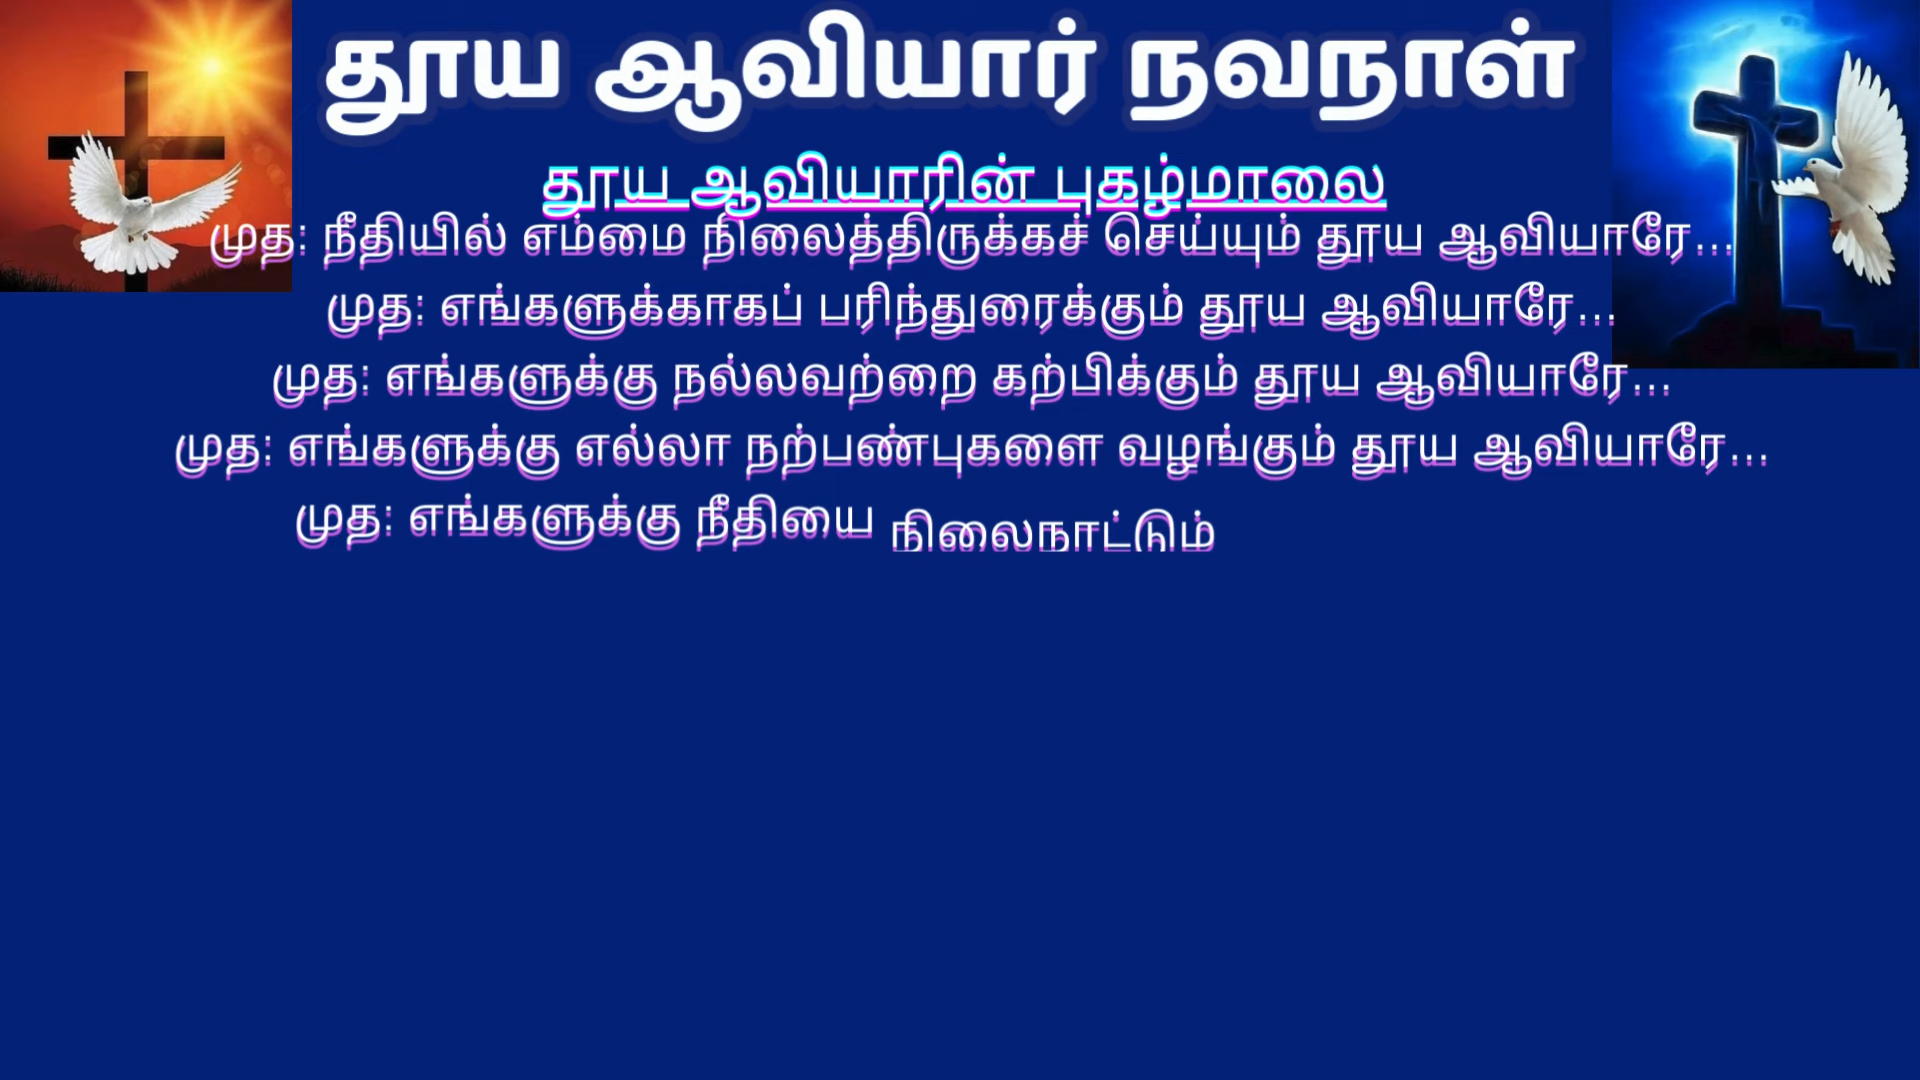 தூய ஆவியார் நவநாள்
தூய ஆவியாரின் புகழ்மாலை
முத: நீதியில் எம்மை நிலைத்திருக்கச் செய்யும் தூய ஆவியாரே...
முத: எங்களுக்காகப் பரிந்துரைக்கும் தூய ஆவியாரே...
முத: எங்களுக்கு நல்லவற்றை கற்பிக்கும் தூய ஆவியாரே...
முத: எங்களுக்கு எல்லா நற்பண்புகளை வழங்கும் தூய ஆவியாரே...
முத: எங்களுக்கு நீதியை நிலைநாட்டும்